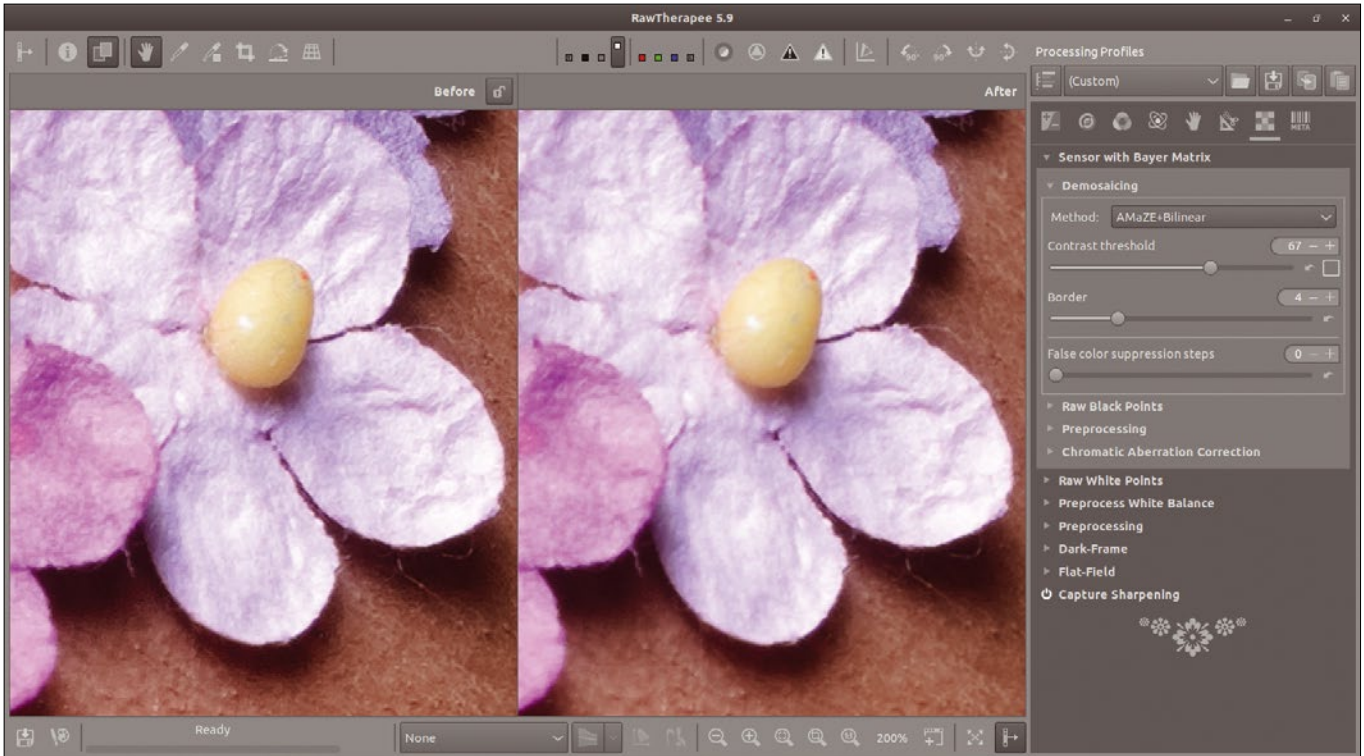 RawTherapee 5.9
Before
After
Processing Profiles
(Custom)
META
Sensor with Bayer Matrix
Demosaicing
Method: AMaZE+Bilinear
Contrast threshold 67
Border 4
False color suppression steps 0
Raw Black Points
Preprocessing
Chromatic Aberration Correction
Raw White Points
Preprocess White Balance
Preprocessing
Dark-Frame
Flat-Field
Capture Sharpening
Ready
None
200%